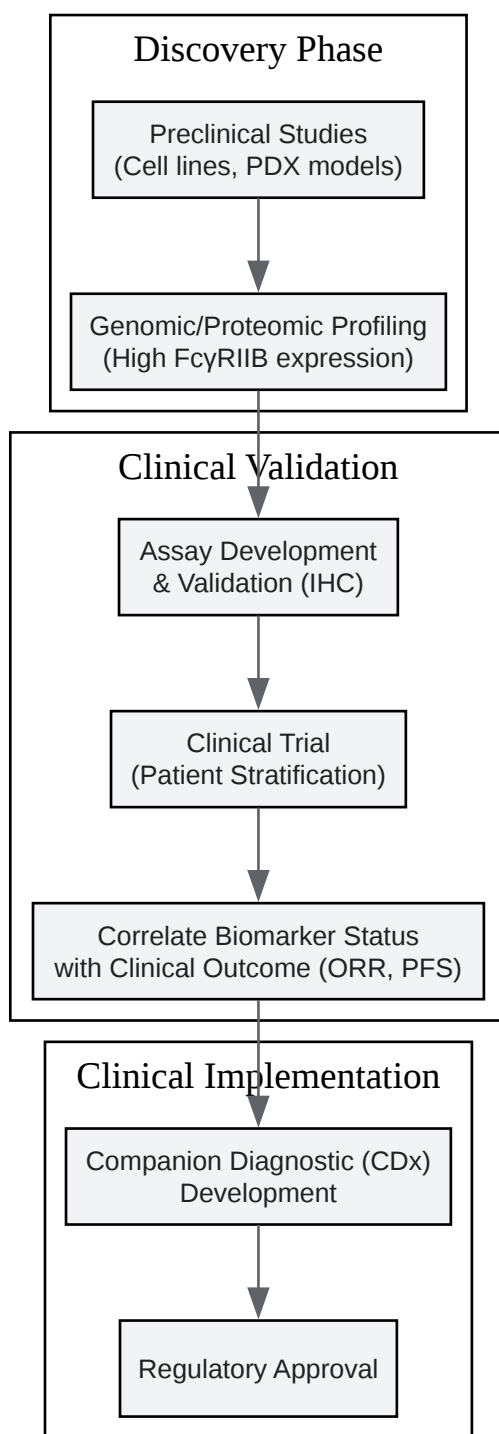 Discovery Phase
Preclinical Studies
(Cell lines, PDX models)
Genomic/Proteomic Profiling
(High FcγRIIB expression)
Clinical Validation
Assay Development
& Validation (IHC)
Clinical Trial
(Patient Stratification)
Correlate Biomarker Status
with Clinical Outcome (ORR, PFS)
Clinical Implementation
Companion Diagnostic (CDx)
Development
Regulatory Approval